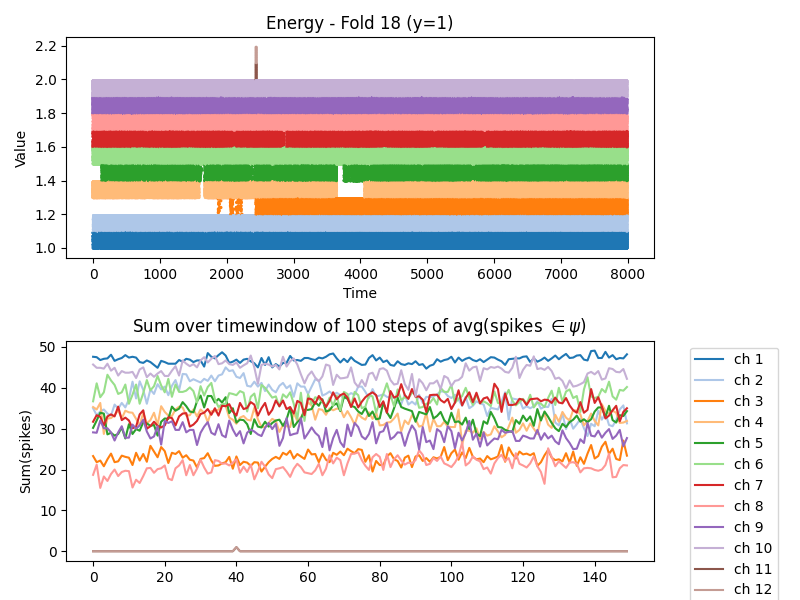 Energy - Fold 18 (y=1)
Value
2.2
2.0
1.8
1.6
1.4
1.2
1.0
0 1000 2000 3000 4000 5000 6000 7000 8000
Time
Sum over timewindow of 100 steps of avg(spikes ∈ ψ)
Sum(spikes)
50
40
30
20
10
0
0 20 40 60 80 100 120 140
ch 1
ch 2
ch 3
ch 4
ch 5
ch 6
ch 7
ch 8
ch 9
ch 10
ch 11
ch 12